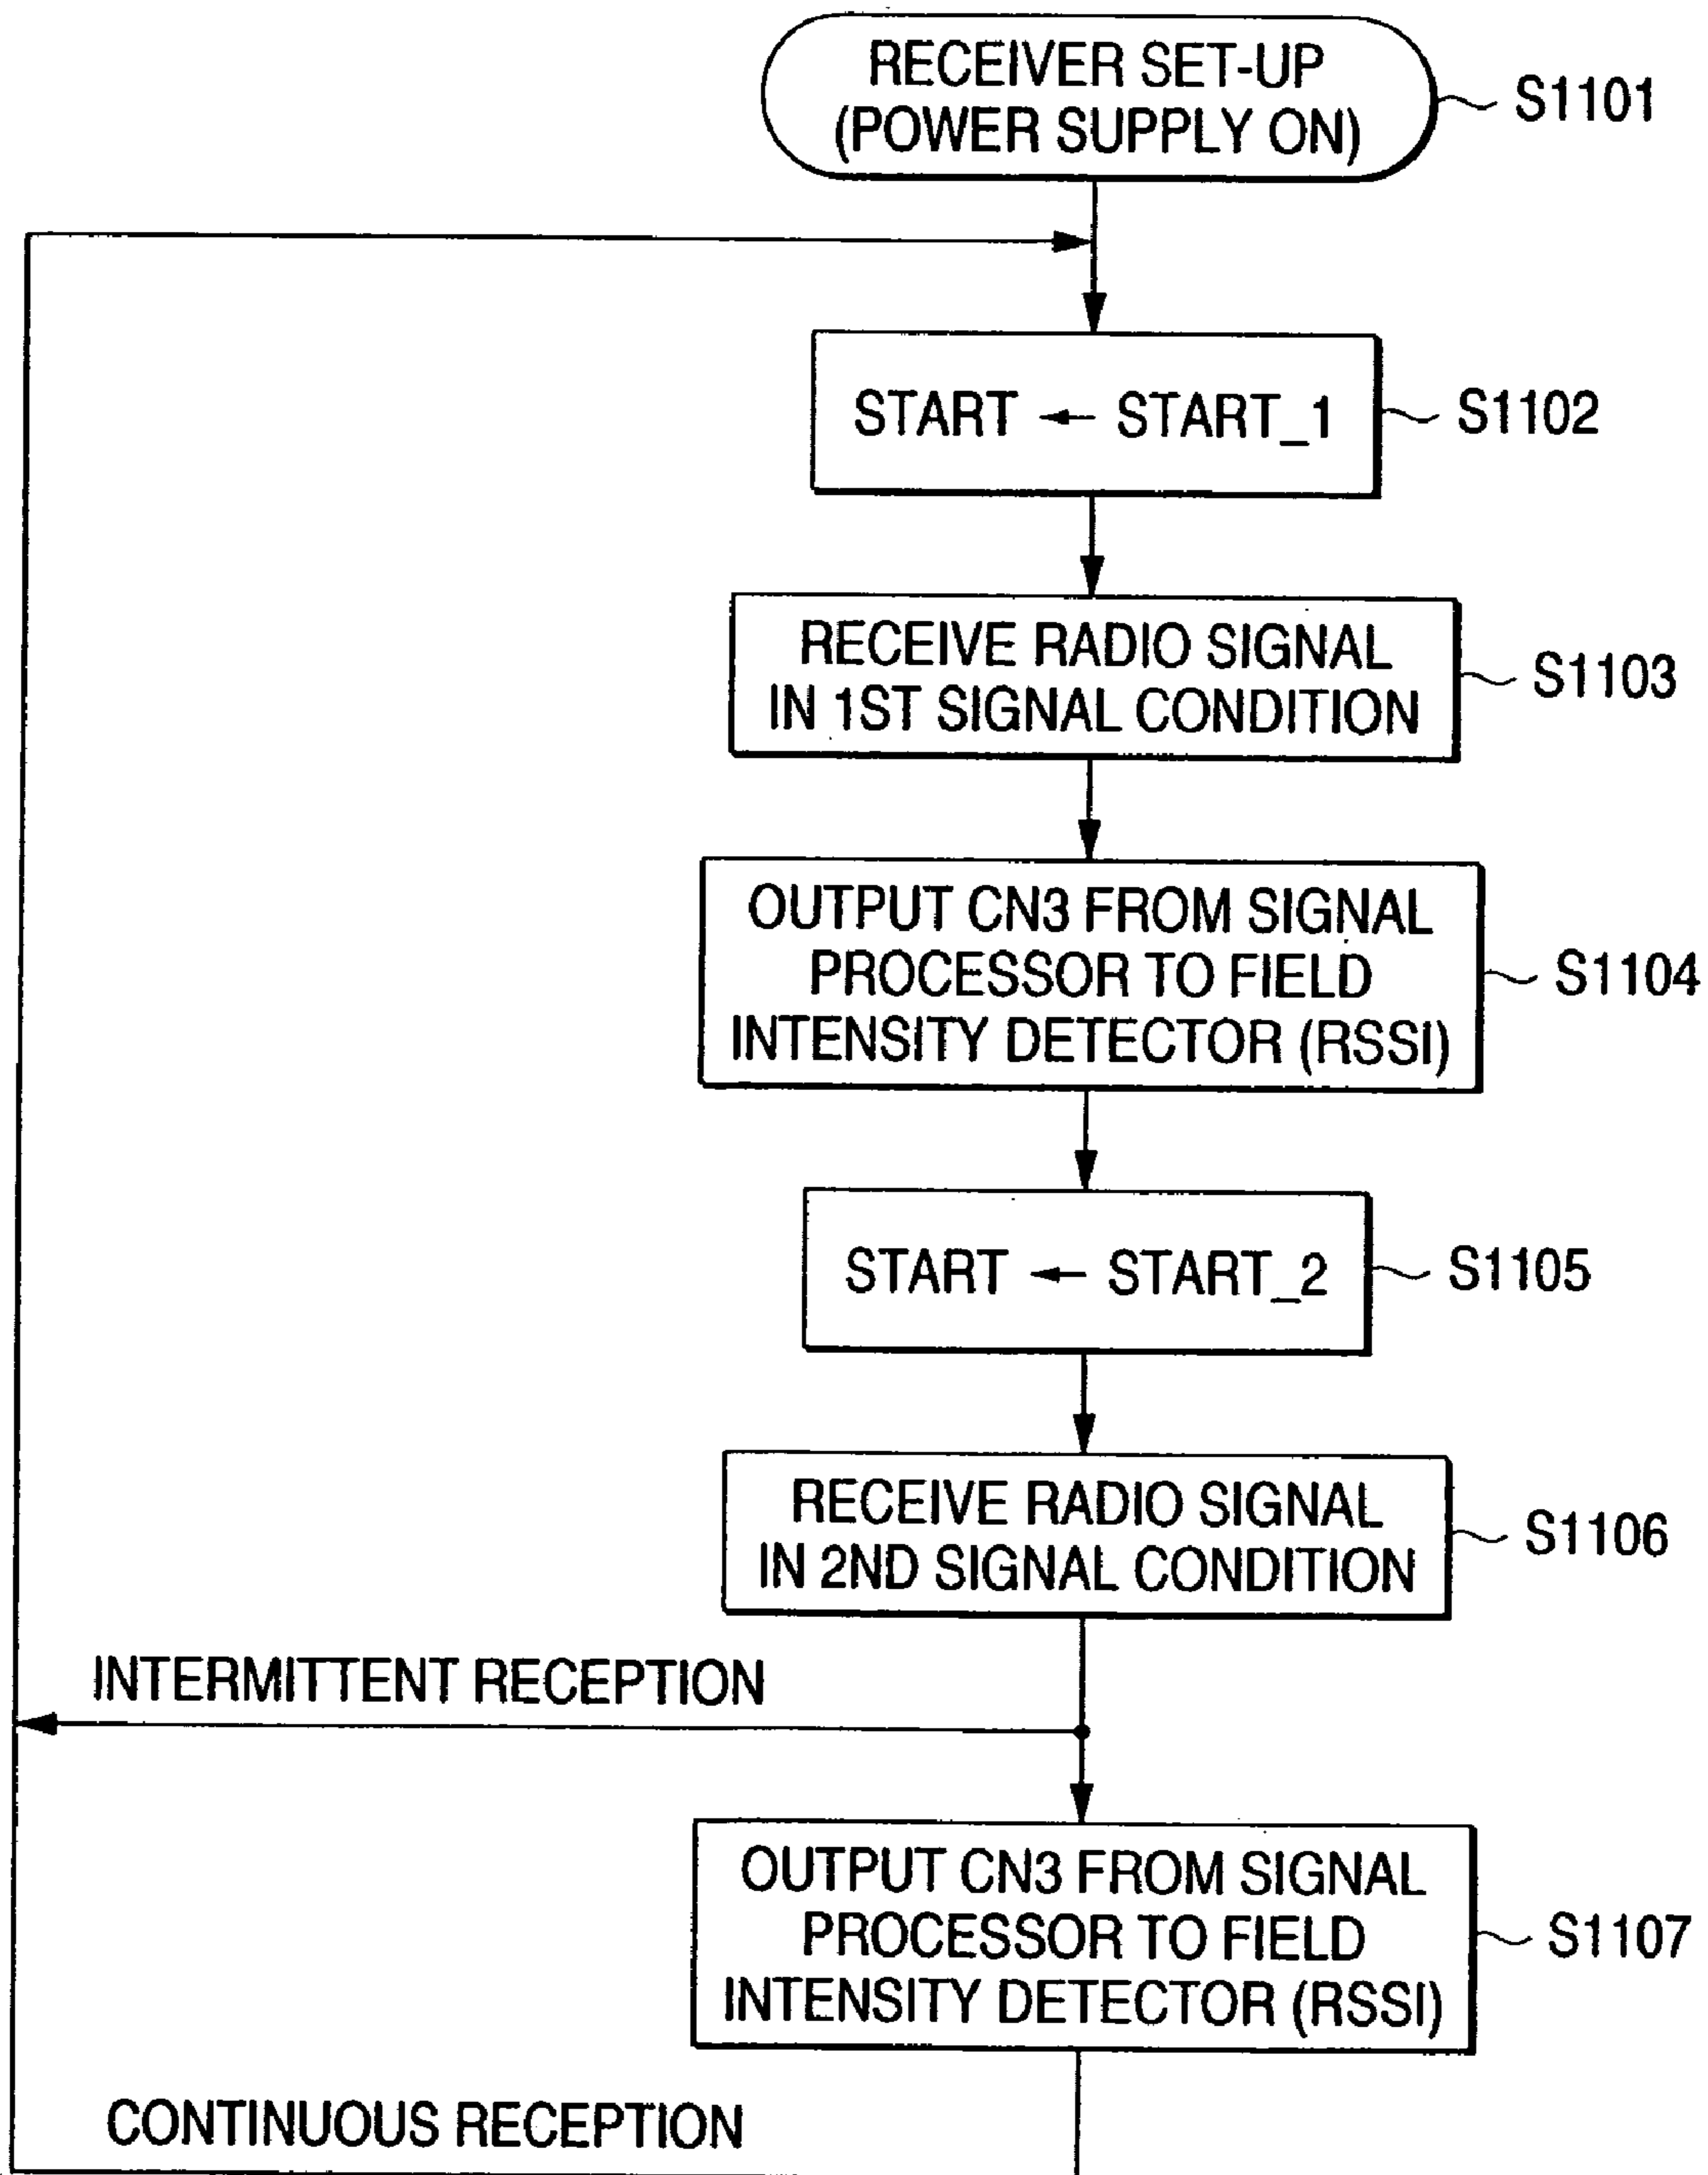 RECEIVER SET-UP
(POWER SUPPLY ON)
S1101
START ← START_1
S1102
RECEIVE RADIO SIGNAL
IN 1ST SIGNAL CONDITION
S1103
OUTPUT CN3 FROM SIGNAL
PROCESSOR TO FIELD
INTENSITY DETECTOR (RSSI)
S1104
START ← START_2
S1105
RECEIVE RADIO SIGNAL
IN 2ND SIGNAL CONDITION
S1106
INTERMITTENT RECEPTION
OUTPUT CN3 FROM SIGNAL
PROCESSOR TO FIELD
INTENSITY DETECTOR (RSSI)
S1107
CONTINUOUS RECEPTION